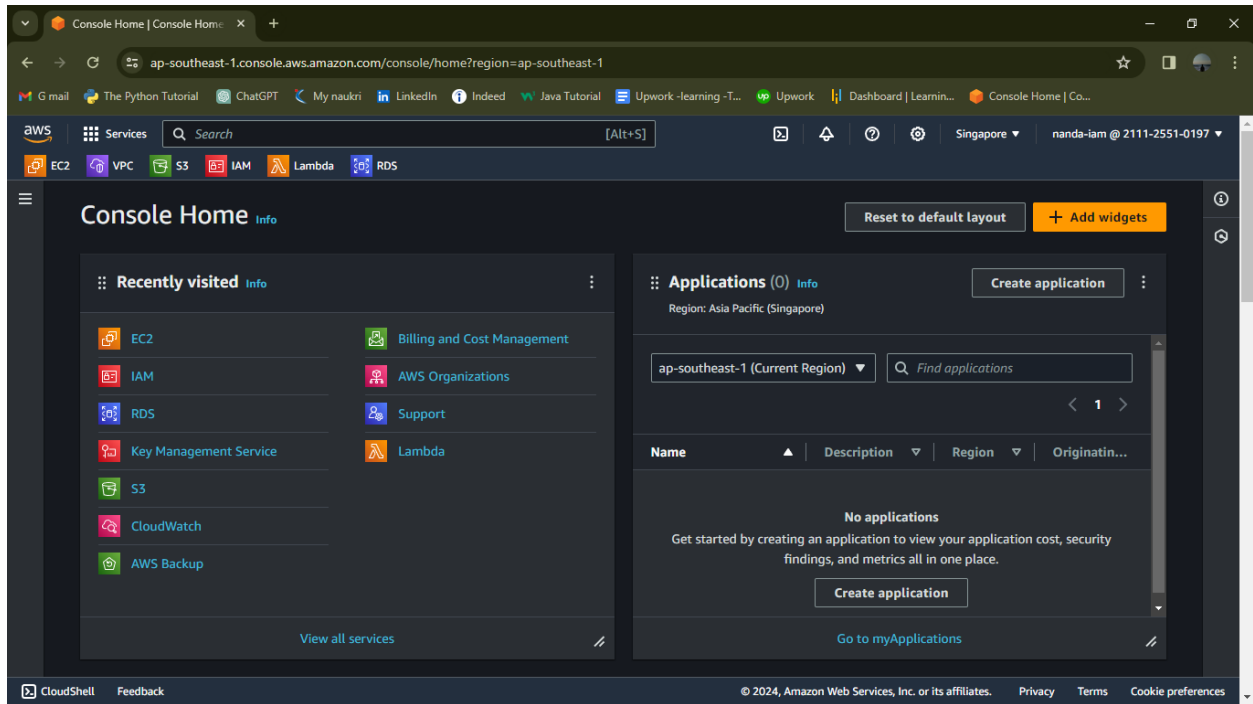 Console Home | Console Home
ap-southeast-1.console.aws.amazon.com/console/home?region=ap-southeast-1
G mail The Python Tutorial ChatGPT My naukri LinkedIn Indeed Java Tutorial Upwork -learning -T... Upwork Dashboard | Learnin... Console Home | Co...
aws Services Search [Alt+S] Singapore nanda-iam @ 2111-2551-0197
EC2 VPC S3 IAM Lambda RDS
Console Home Info Reset to default layout + Add widgets
Recently visited Info
EC2
IAM
RDS
Key Management Service
S3
CloudWatch
AWS Backup
Billing and Cost Management
AWS Organizations
Support
Lambda
View all services
Applications (0) Info Create application
Region: Asia Pacific (Singapore)
ap-southeast-1 (Current Region) Find applications
1
Name Description Region Originatin...
No applications
Get started by creating an application to view your application cost, security
findings, and metrics all in one place.
Create application
Go to myApplications
CloudShell Feedback © 2024, Amazon Web Services, Inc. or its affiliates. Privacy Terms Cookie preferences